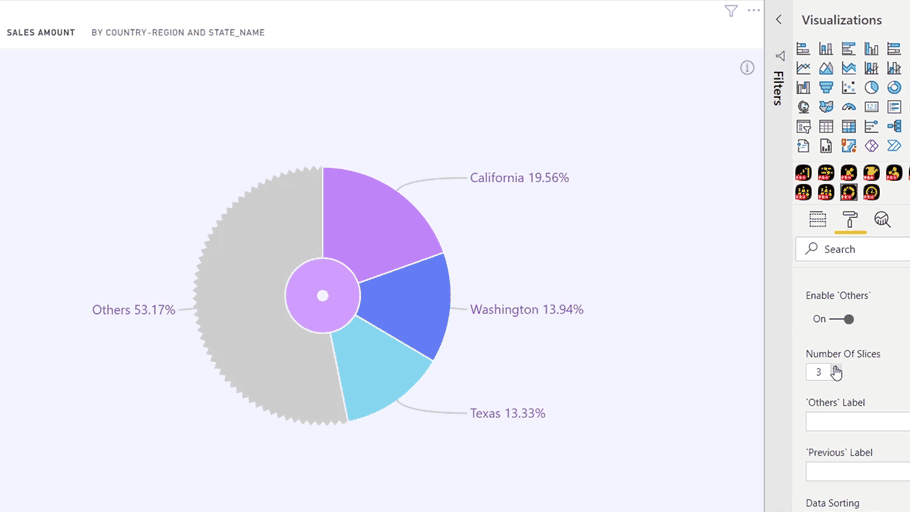 SALES AMOUNT BY COUNTRY-REGION AND STATE_NAME
California 19.56%
Washington 13.94%
Texas 13.33%
Others 53.17%
Filters
Visualizations
Search
Enable `Others`
On
Number Of Slices
3
`Others` Label
`Previous` Label
Data Sorting